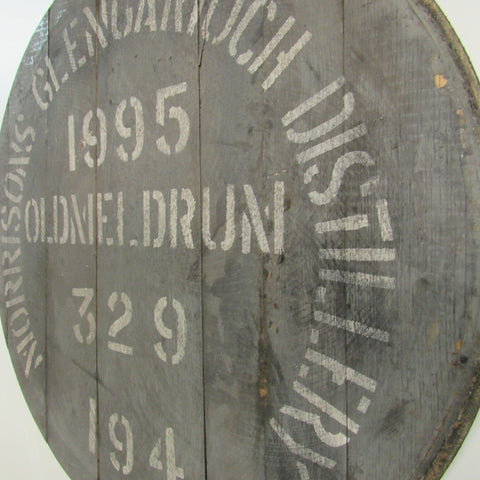 MORRISONS' GLENGARIOCH DISTILLERY.
1995
OLDMELDRUM
329
194